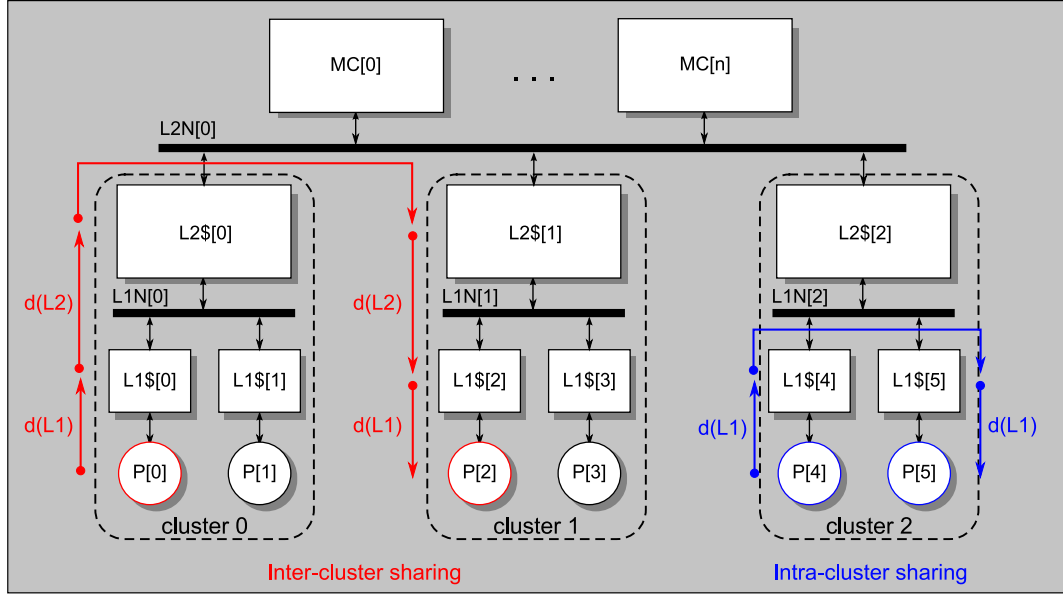 MC[0]
. . .
MC[n]
L2N[0]
L2$[0]
L2$[1]
L2$[2]
d(L2)
L1N[0]
d(L2)
L1N[1]
L1N[2]
L1$[0]
L1$[1]
L1$[2]
L1$[3]
L1$[4]
L1$[5]
d(L1)
d(L1)
d(L1)
d(L1)
P[0]
P[1]
P[2]
P[3]
P[4]
P[5]
cluster 0
cluster 1
cluster 2
Inter-cluster sharing
Intra-cluster sharing